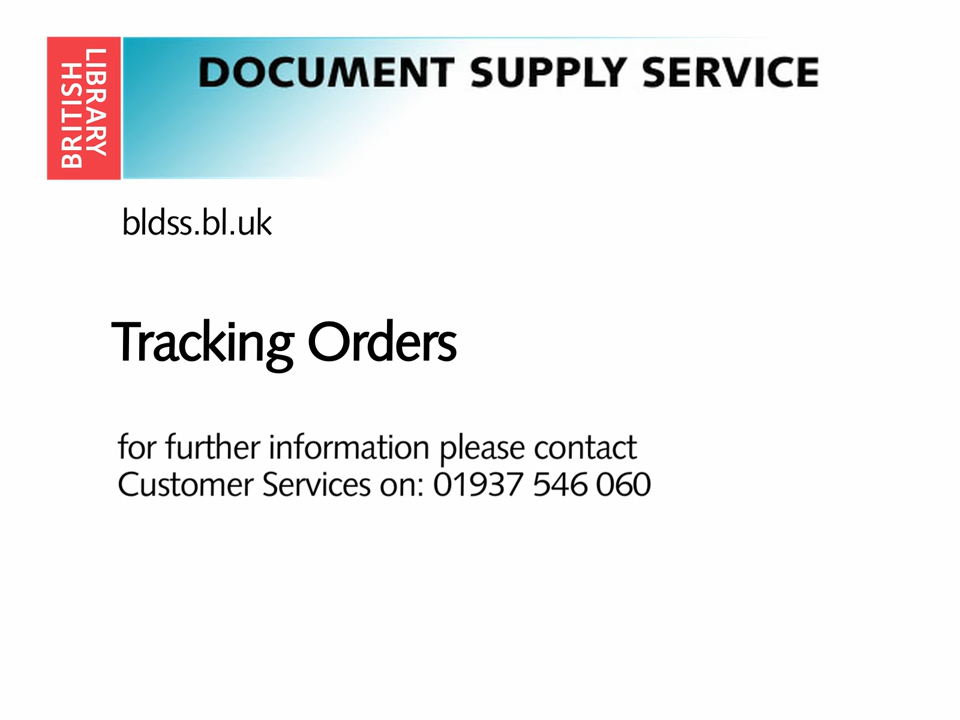 BRITISH
LIBRARY
DOCUMENT SUPPLY SERVICE
bldss.bl.uk
Tracking Orders
for further information please contact
Customer Services on: 01937 546 060